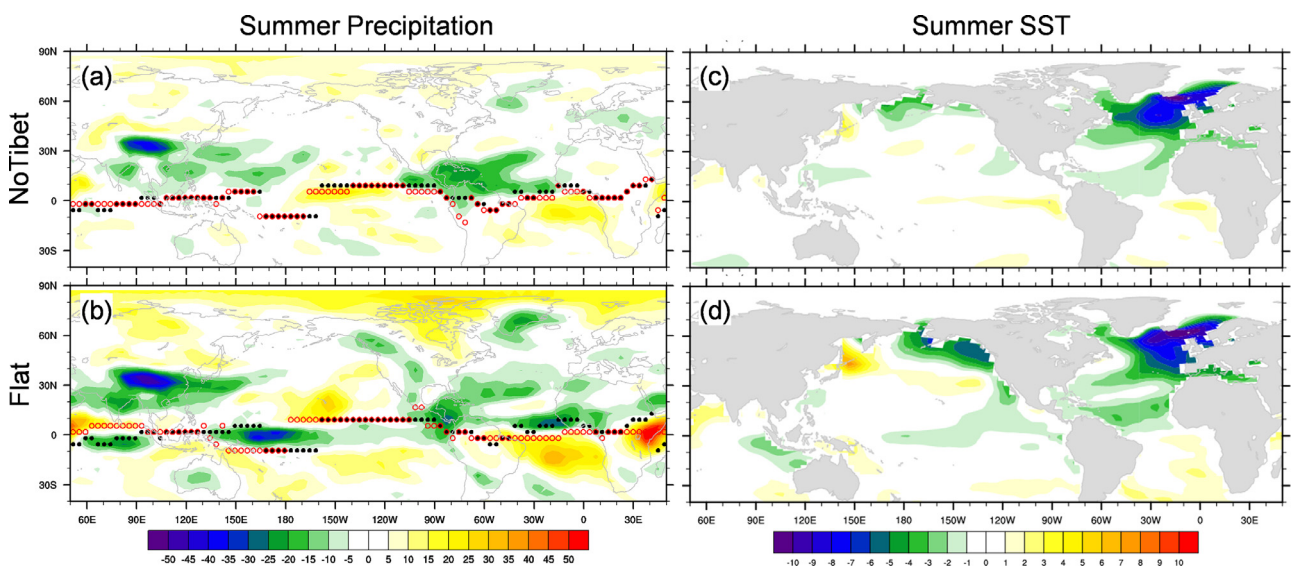 Summer Precipitation
Summer SST
NoTibet
(a)
90N
60N
30N
0
30S
(c)
Flat
(b)
90N
60N
30N
0
30S
60E 90E 120E 150E 180 150W 120W 90W 60W 30W 0 30E
-50 -45 -40 -35 -30 -25 -20 -15 -10 -5 0 5 10 15 20 25 30 35 40 45 50
(d)
60E 90E 120E 150E 180 150W 120W 90W 60W 30W 0 30E
-10 -9 -8 -7 -6 -5 -4 -3 -2 -1 0 1 2 3 4 5 6 7 8 9 10